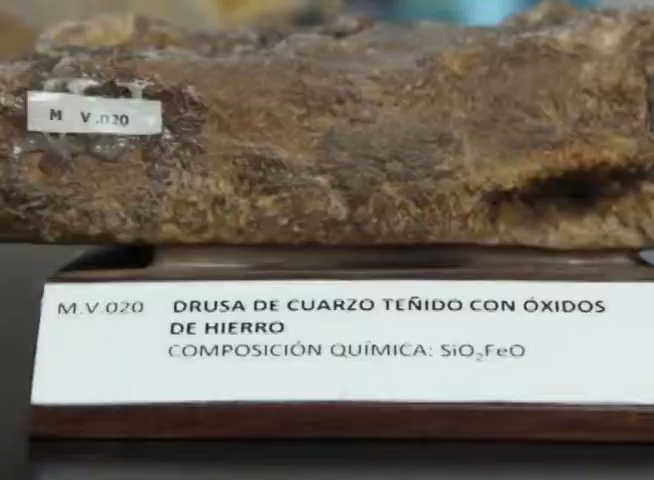 M V.020
M.V.020 DRUSA DE CUARZO TEÑIDO CON ÓXIDOS
DE HIERRO
COMPOSICIÓN QUÍMICA: SiO₂FeO